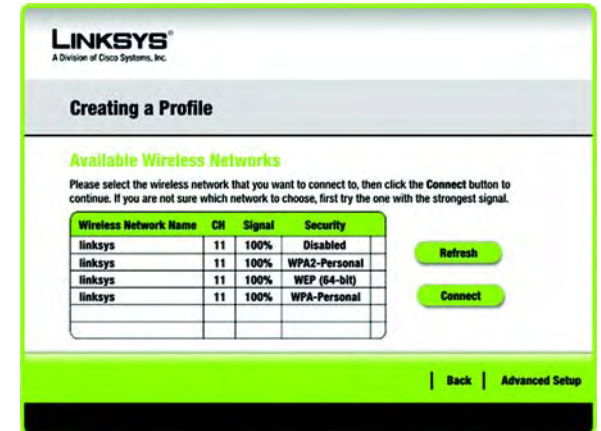 LINKSYS®
A Division of Cisco Systems, Inc.
Creating a Profile
Available Wireless Networks
Please select the wireless network that you want to connect to, then click the Connect button to
continue. If you are not sure which network to choose, first try the one with the strongest signal.
Wireless Network Name CH Signal Security
linksys 11 100% Disabled
linksys 11 100% WPA2-Personal
linksys 11 100% WEP (64-bit)
linksys 11 100% WPA-Personal
Refresh
Connect
Back Advanced Setup